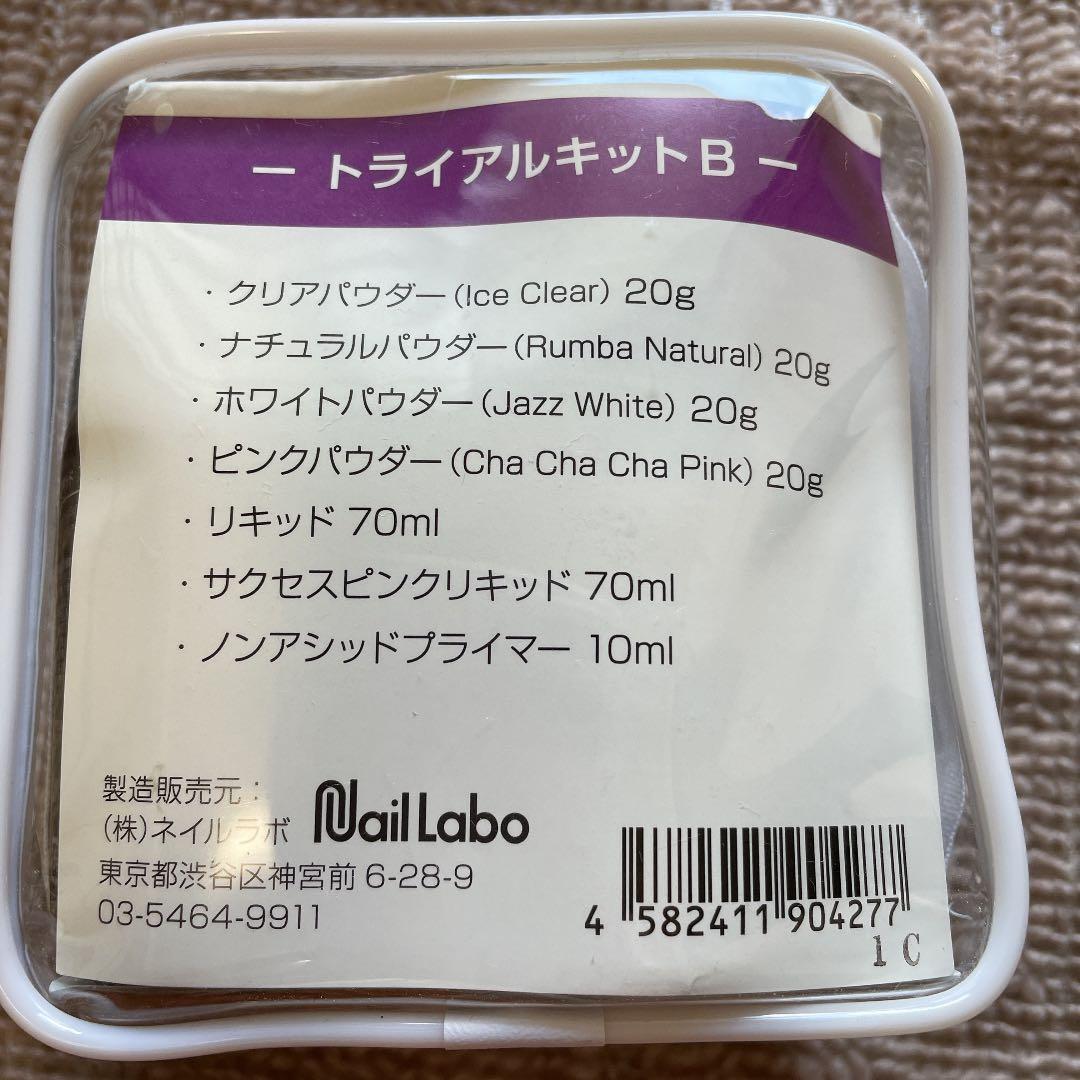 ― トライアルキットB ―
・クリアパウダー(Ice Clear) 20g
・ナチュラルパウダー(Rumba Natural) 20g
・ホワイトパウダー(Jazz White) 20g
・ピンクパウダー(Cha Cha Cha Pink) 20g
・リキッド 70ml
・サクセスピンクリキッド 70ml
・ノンアシッドプライマー 10ml
製造販売元：
(株)ネイルラボ Nail Labo
東京都渋谷区神宮前 6-28-9
03-5464-9911
4 582411 904277
1 C